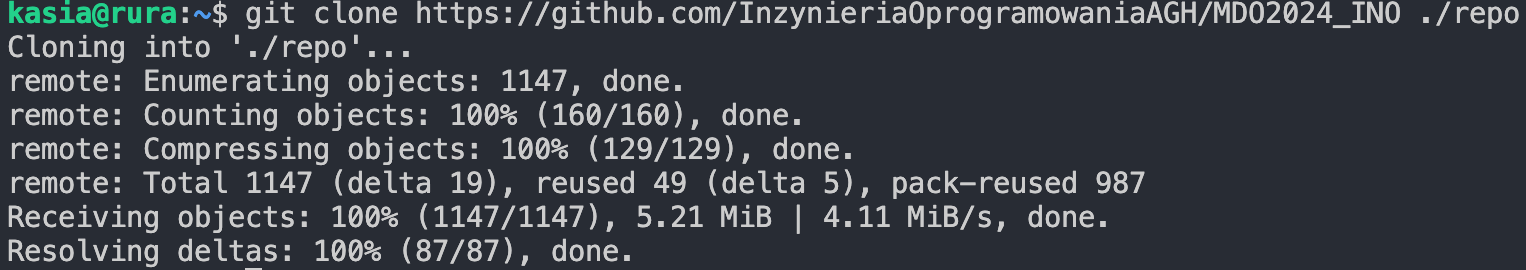 kasia@rura:~$ git clone https://github.com/InzynieriaOprogramowaniaAGH/MDO2024_INO ./repo
Cloning into './repo'...
remote: Enumerating objects: 1147, done.
remote: Counting objects: 100% (160/160), done.
remote: Compressing objects: 100% (129/129), done.
remote: Total 1147 (delta 19), reused 49 (delta 5), pack-reused 987
Receiving objects: 100% (1147/1147), 5.21 MiB | 4.11 MiB/s, done.
Resolving deltas: 100% (87/87), done.